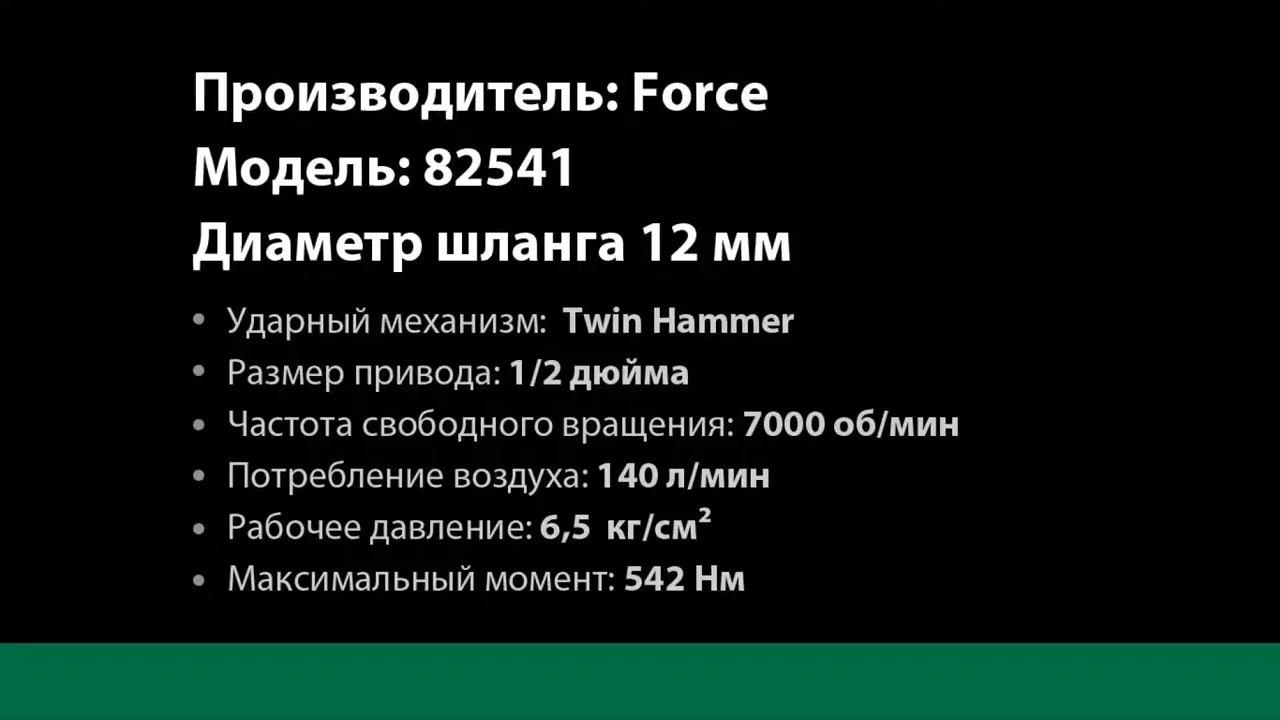 Производитель: Force
Модель: 82541
Диаметр шланга 12 мм
• Ударный механизм: Twin Hammer
• Размер привода: 1/2 дюйма
• Частота свободного вращения: 7000 об/мин
• Потребление воздуха: 140 л/мин
• Рабочее давление: 6,5 кг/см²
• Максимальный момент: 542 Нм